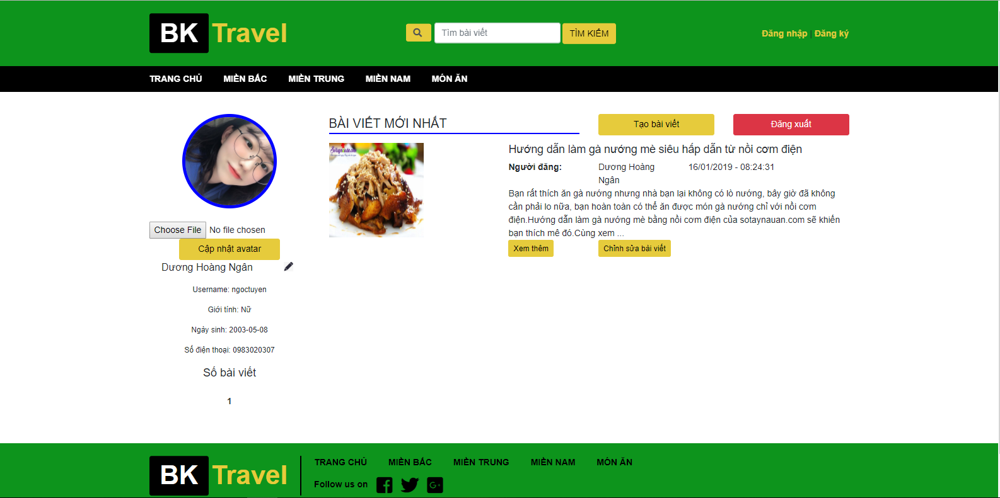 BK Travel
Tìm bài viết
TÌM KIẾM
Đăng nhập | Đăng ký
TRANG CHỦ MIỀN BẮC MIỀN TRUNG MIỀN NAM MÓN ĂN
BÀI VIẾT MỚI NHẤT
Tạo bài viết
Đăng xuất
Choose File No file chosen
Cập nhật avatar
Dương Hoàng Ngân
Username: ngoctuyen
Giới tính: Nữ
Ngày sinh: 2003-05-08
Số điện thoại: 0983020307
Số bài viết
1
Hướng dẫn làm gà nướng mè siêu hấp dẫn từ nồi cơm điện
Người đăng: Dương Hoàng 16/01/2019 - 08:24:31
Ngân
Bạn rất thích ăn gà nướng nhưng nhà bạn lại không có lò nướng, bây giờ đã không
cần phải lo nữa, bạn hoàn toàn có thể ăn được món gà nướng chỉ với nồi cơm
điện.Hướng dẫn làm gà nướng mè bằng nồi cơm điện của sotaynauan.com sẽ khiến
bạn thích mê đó.Cùng xem ...
Xem thêm
Chỉnh sửa bài viết
BK Travel
TRANG CHỦ MIỀN BẮC MIỀN TRUNG MIỀN NAM MÓN ĂN
Follow us on